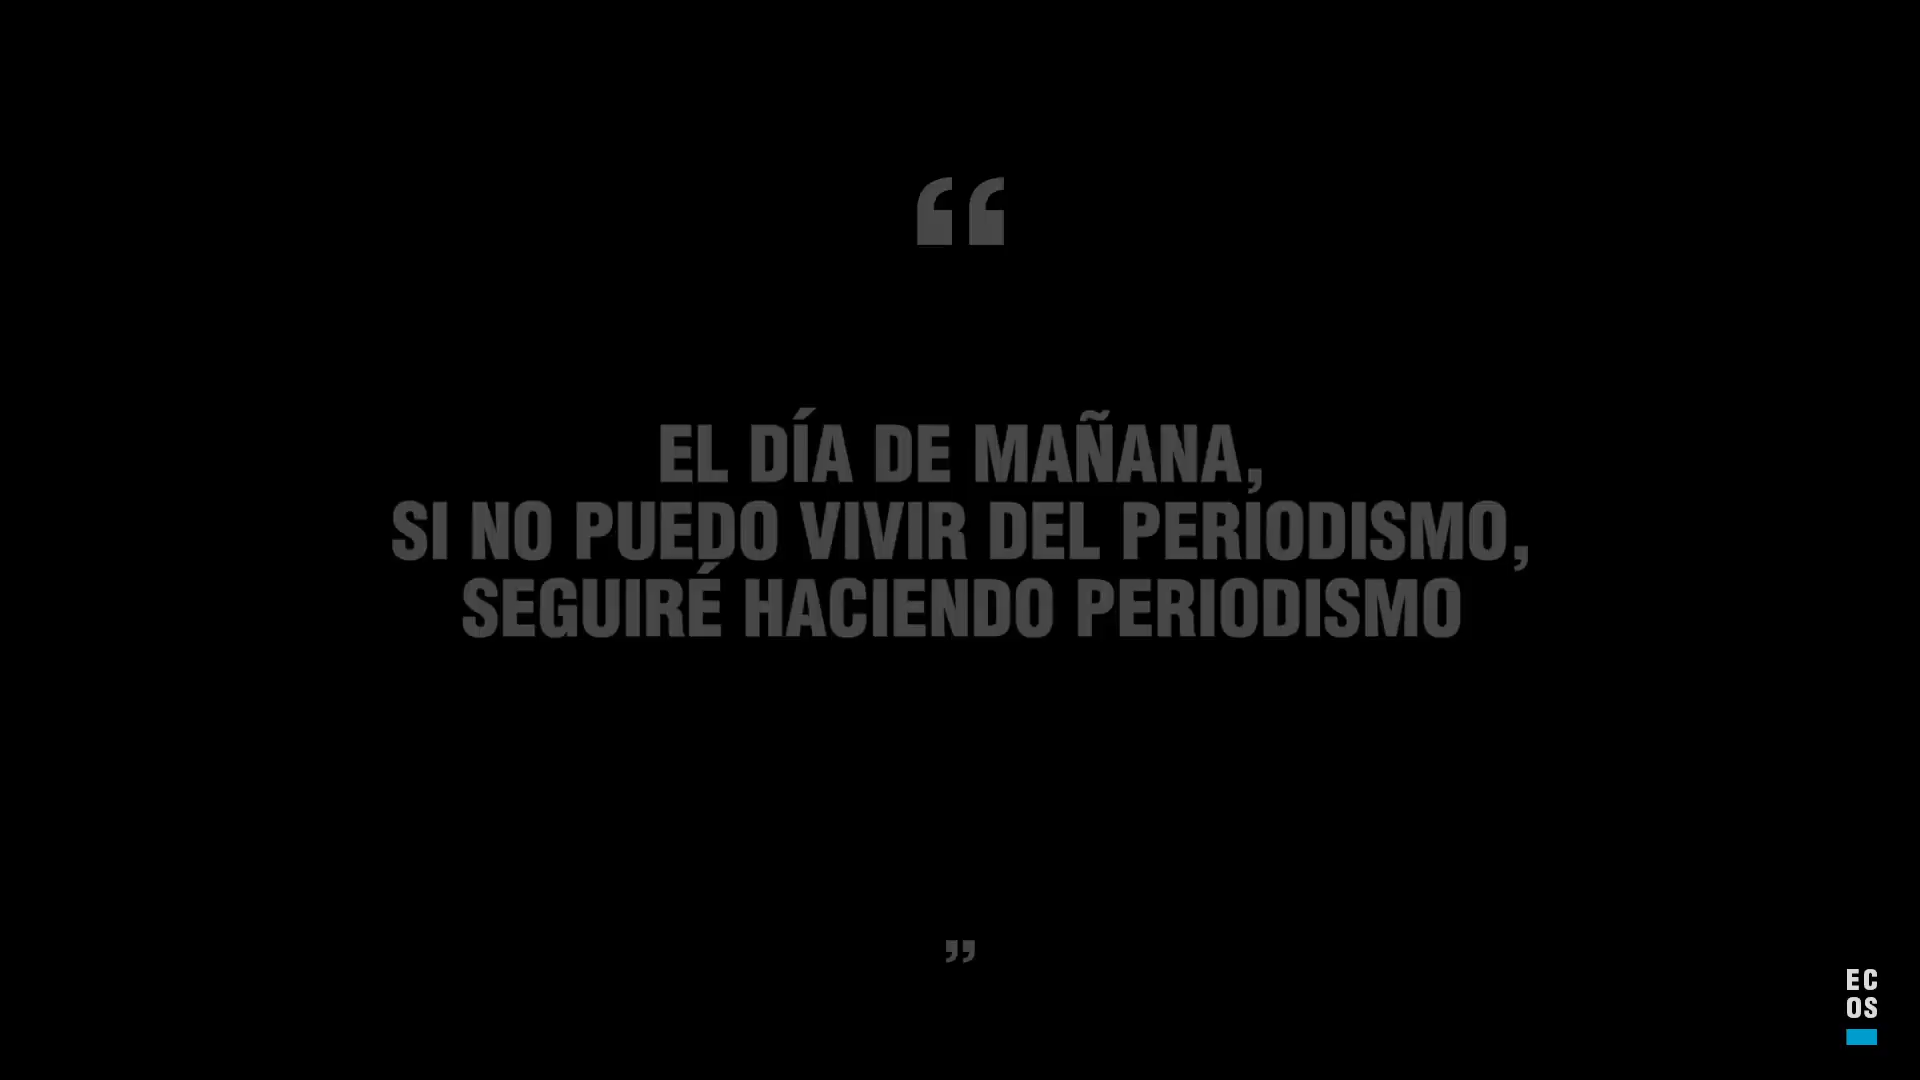 “
EL DÍA DE MAÑANA,
SI NO PUEDO VIVIR DEL PERIODISMO,
SEGUIRÉ HACIENDO PERIODISMO
”
EC
OS